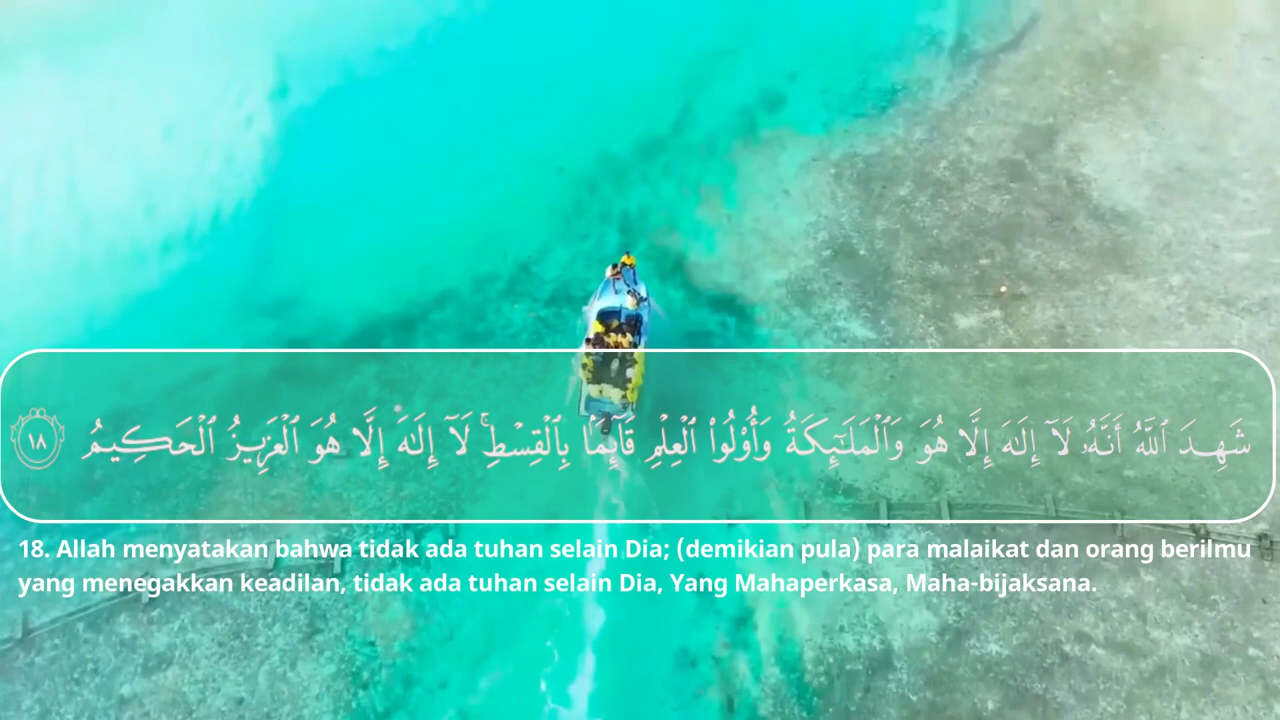 شَهِدَ ٱللَّهُ أَنَّهُۥ لَآ إِلَٰهَ إِلَّا هُوَ وَٱلْمَلَٰٓئِكَةُ وَأُو۟لُوا۟ ٱلْعِلْمِ قَآئِمًۢا بِٱلْقِسْطِ ۚ لَآ إِلَٰهَ إِلَّا هُوَ ٱلْعَزِيزُ ٱلْحَكِيمُ ١٨
18. Allah menyatakan bahwa tidak ada tuhan selain Dia; (demikian pula) para malaikat dan orang berilmu
yang menegakkan keadilan, tidak ada tuhan selain Dia, Yang Mahaperkasa, Maha-bijaksana.